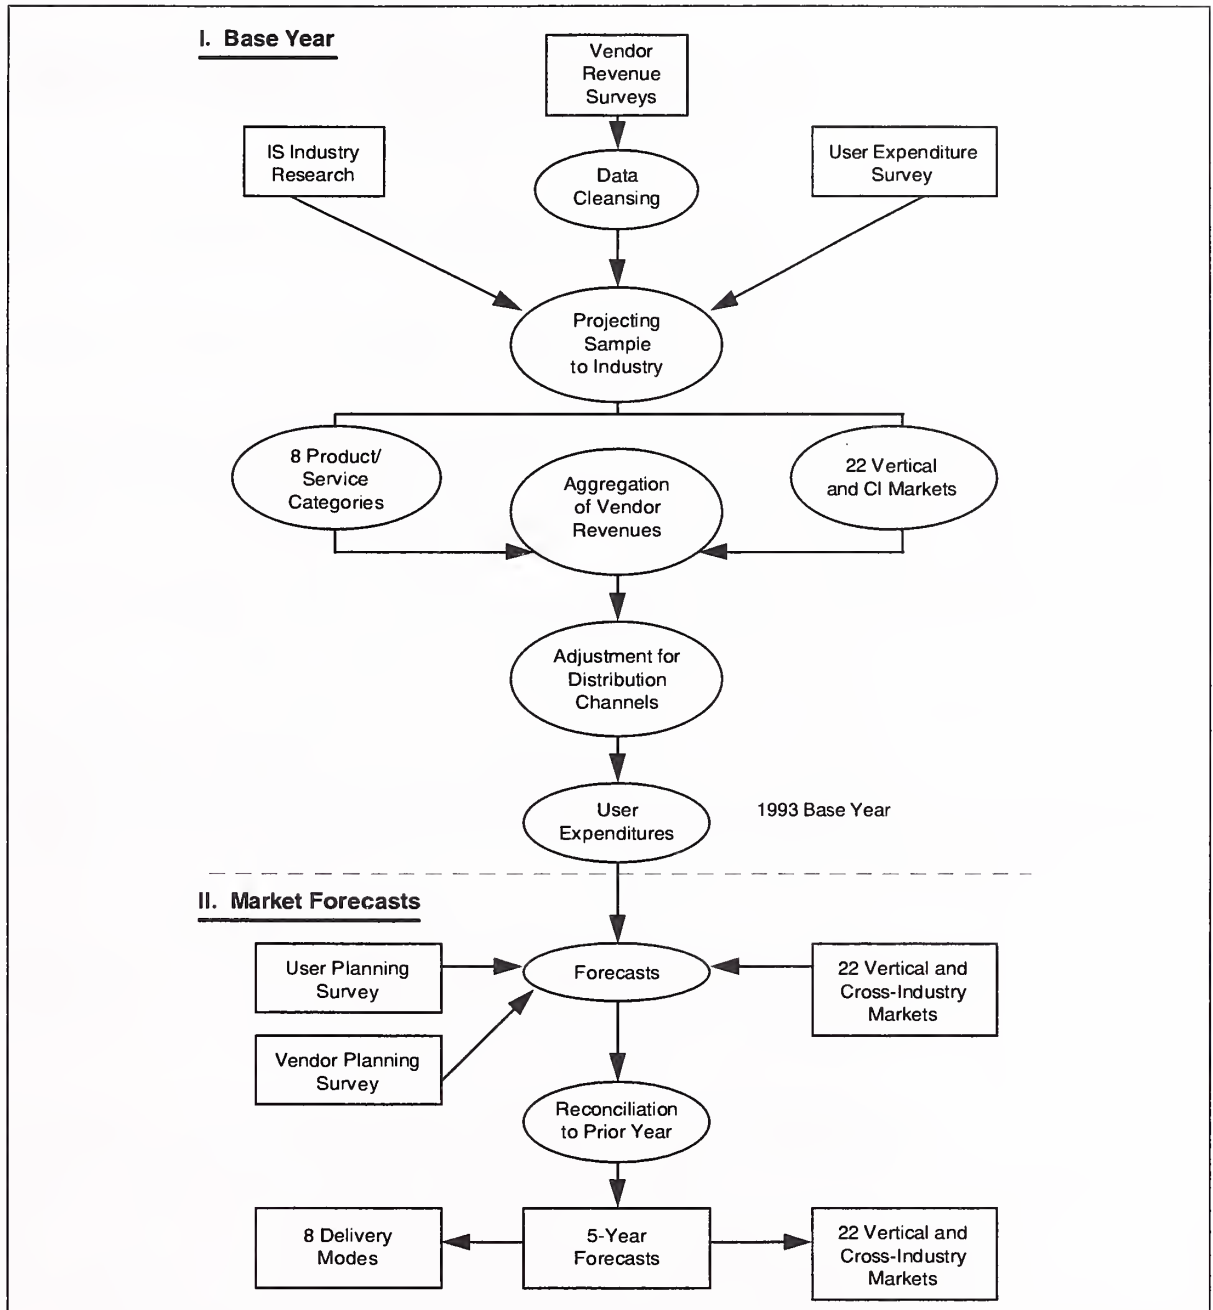 I. Base Year
Vendor
Revenue
Surveys
IS Industry
Research
Data
Cleansing
User Expenditure
Survey
Projecting
Sample
to Industry
8 Product/
Service
Categories
Aggregation
of Vendor
Revenues
22 Vertical
and CI Markets
Adjustment for
Distribution
Channels
User
Expenditures
1993 Base Year
II. Market Forecasts
User Planning
Survey
Forecasts
22 Vertical and
Cross-Industry
Markets
Vendor Planning
Survey
Reconciliation
to Prior Year
8 Delivery
Modes
5-Year
Forecasts
22 Vertical and
Cross-Industry
Markets